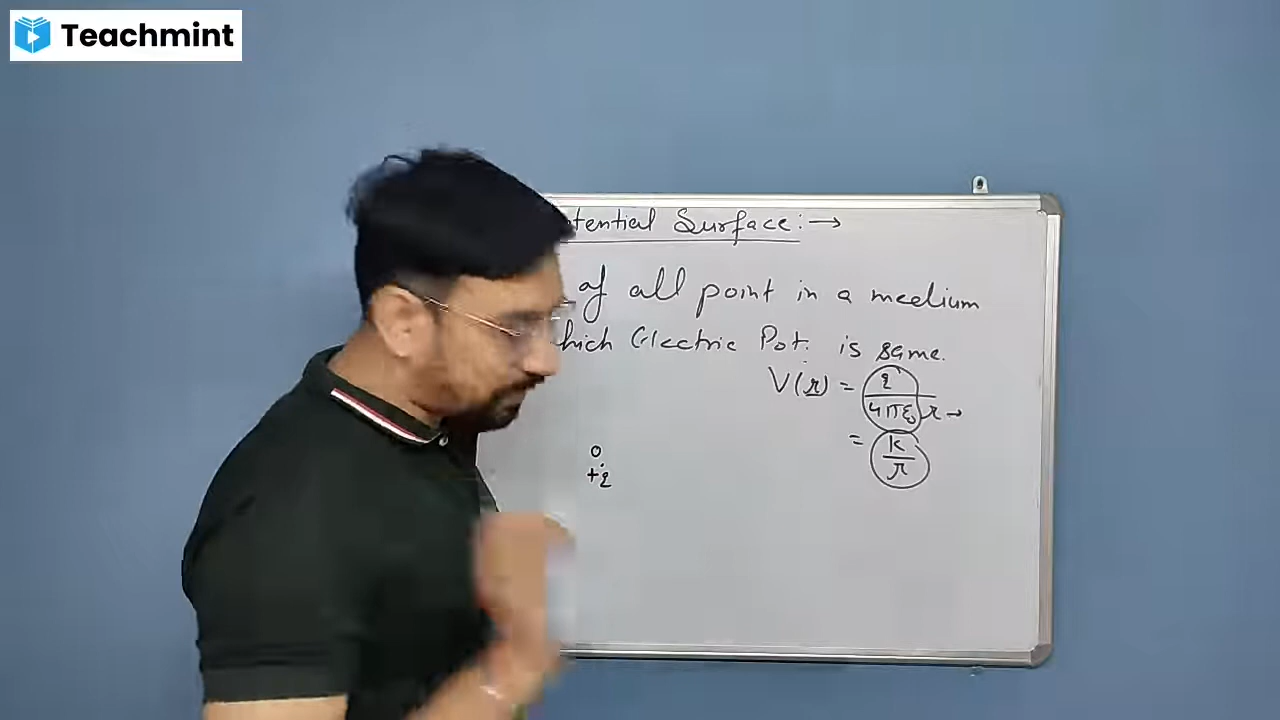 Teachmint
tential Surface:→
of all point in a medium
hich Electric Pot. is same.
V(r) = q
4πε₀ r →
= K
r
o
+q